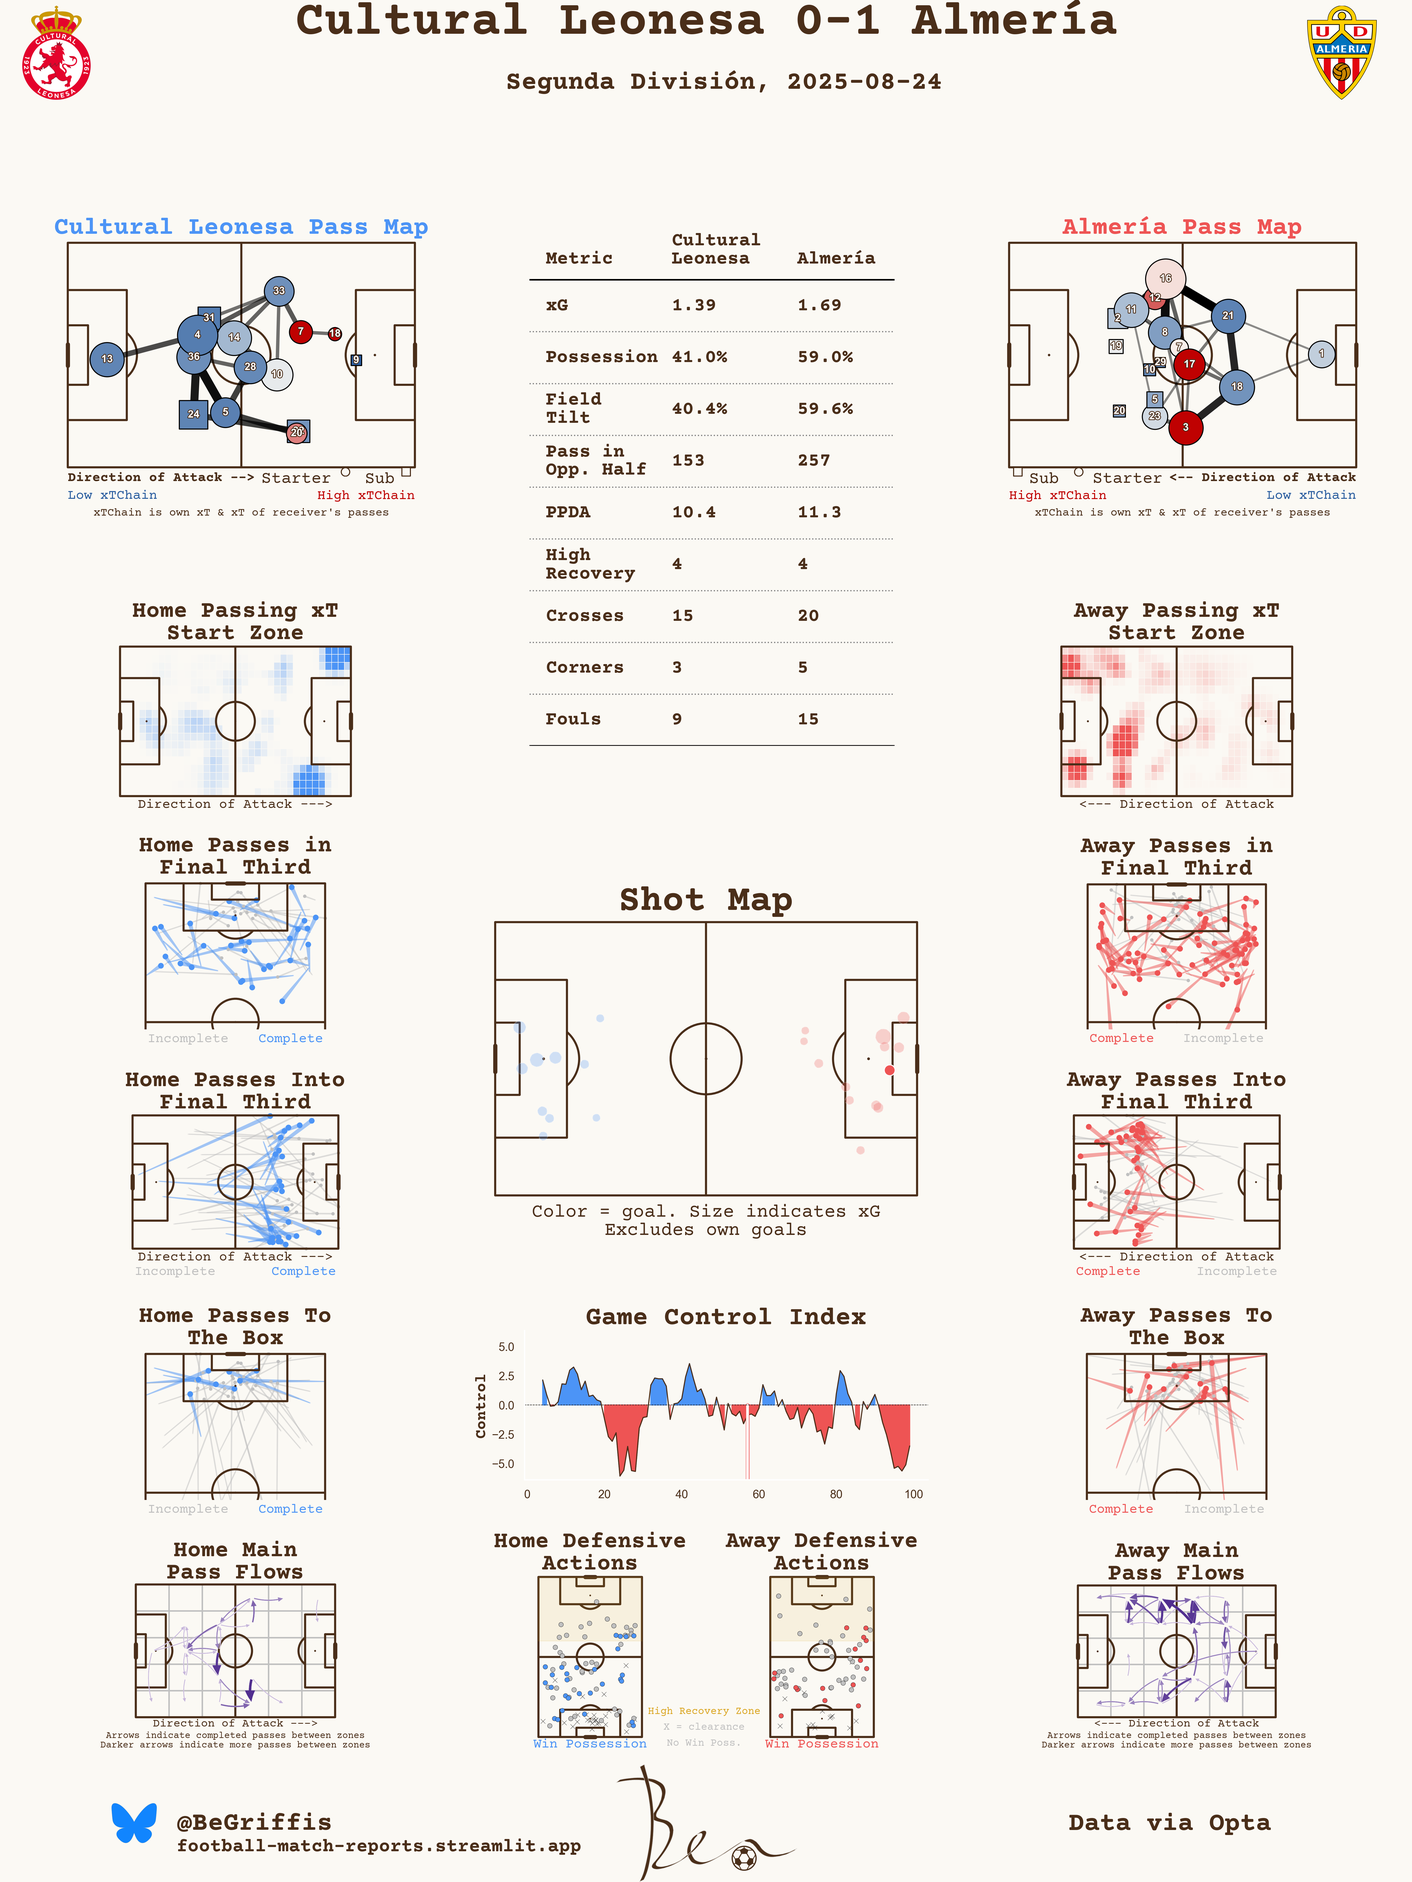 Cultural Leonesa 0-1 Almería
Segunda División, 2025-08-24
CULTURAL
1923
1923
LEONESA
U D
ALMERIA
Cultural Leonesa Pass Map
13
31
4
36
14
28
10
33
7
18
9
24
5
20
Direction of Attack -->
Starter
Sub
Low xTChain
High xTChain
xTChain is own xT & xT of receiver's passes
Metric
Cultural
Leonesa
Almería
xG 1.39 1.69
Possession 41.0% 59.0%
Field
Tilt
40.4% 59.6%
Pass in
Opp. Half
153 257
PPDA 10.4 11.3
High
Recovery
4 4
Crosses 15 20
Corners 3 5
Fouls 9 15
Almería Pass Map
16
12
11
2
8
19
7
29
10
17
5
20
23
3
21
18
1
Sub
Starter
<-- Direction of Attack
High xTChain
Low xTChain
xTChain is own xT & xT of receiver's passes
Home Passing xT
Start Zone
Direction of Attack --->
Away Passing xT
Start Zone
<--- Direction of Attack
Home Passes in
Final Third
Incomplete
Complete
Away Passes in
Final Third
Complete
Incomplete
Shot Map
Color = goal. Size indicates xG
Excludes own goals
Home Passes Into
Final Third
Direction of Attack --->
Incomplete
Complete
Away Passes Into
Final Third
<--- Direction of Attack
Complete
Incomplete
Home Passes To
The Box
Incomplete
Complete
Game Control Index
Control
5.0
2.5
0.0
−2.5
−5.0
0 20 40 60 80 100
Away Passes To
The Box
Complete
Incomplete
Home Main
Pass Flows
Direction of Attack --->
Arrows indicate completed passes between zones
Darker arrows indicate more passes between zones
Home Defensive
Actions
Win Possession
High Recovery Zone
X = clearance
No Win Poss.
Away Defensive
Actions
Win Possession
Away Main
Pass Flows
<--- Direction of Attack
Arrows indicate completed passes between zones
Darker arrows indicate more passes between zones
@BeGriffis
football-match-reports.streamlit.app
Ben
Data via Opta